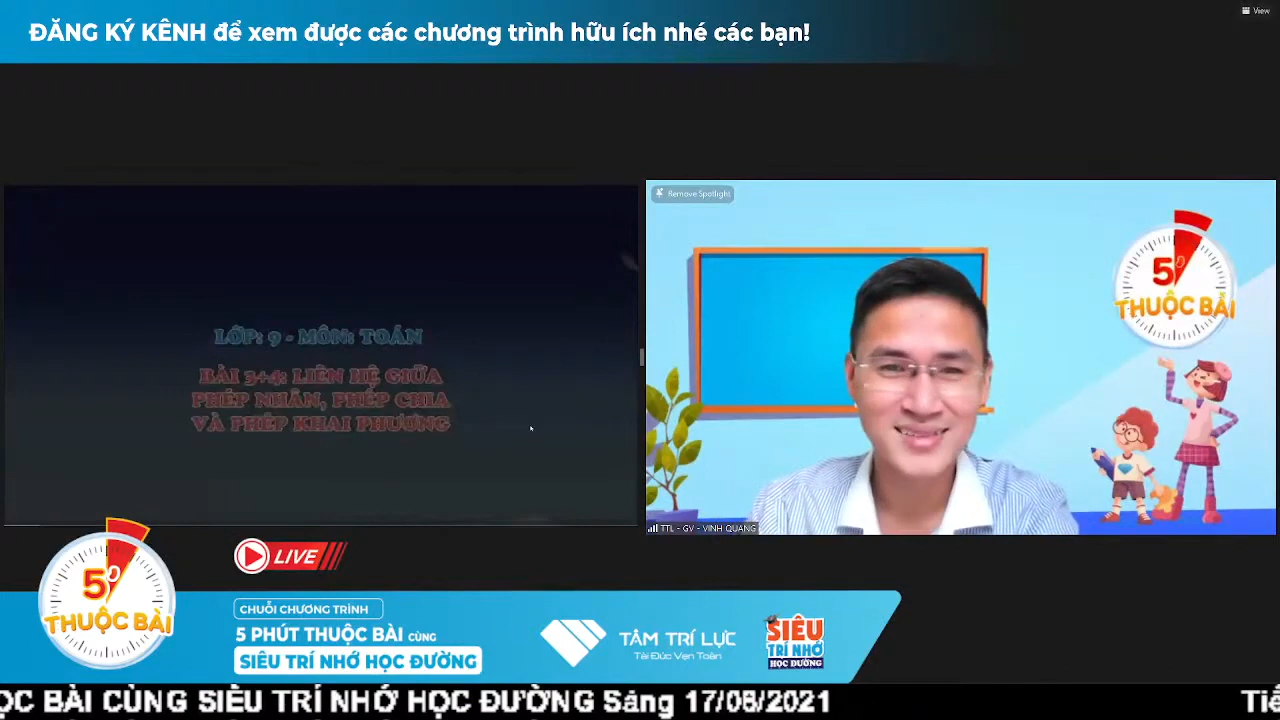 ĐĂNG KÝ KÊNH để xem được các chương trình hữu ích nhé các bạn!
View
Remove Spotlight
5
THUỘC BÀI
LỚP: 9 - MÔN: TOÁN
BÀI 3+4: LIÊN HỆ GIỮA
PHÉP NHÂN, PHÉP CHIA
VÀ PHÉP KHAI PHƯƠNG
TTL - GV - VINH QUANG
LIVE
5
THUỘC BÀI
CHUỖI CHƯƠNG TRÌNH
5 PHÚT THUỘC BÀI CÙNG
SIÊU TRÍ NHỚ HỌC ĐƯỜNG
TÂM TRÍ LỰC
Tài Đức Vẹn Toàn
SIÊU
TRÍ NHỚ
HỌC ĐƯỜNG
ỌC BÀI CÙNG SIÊU TRÍ NHỚ HỌC ĐƯỜNG Sáng 17/08/2021